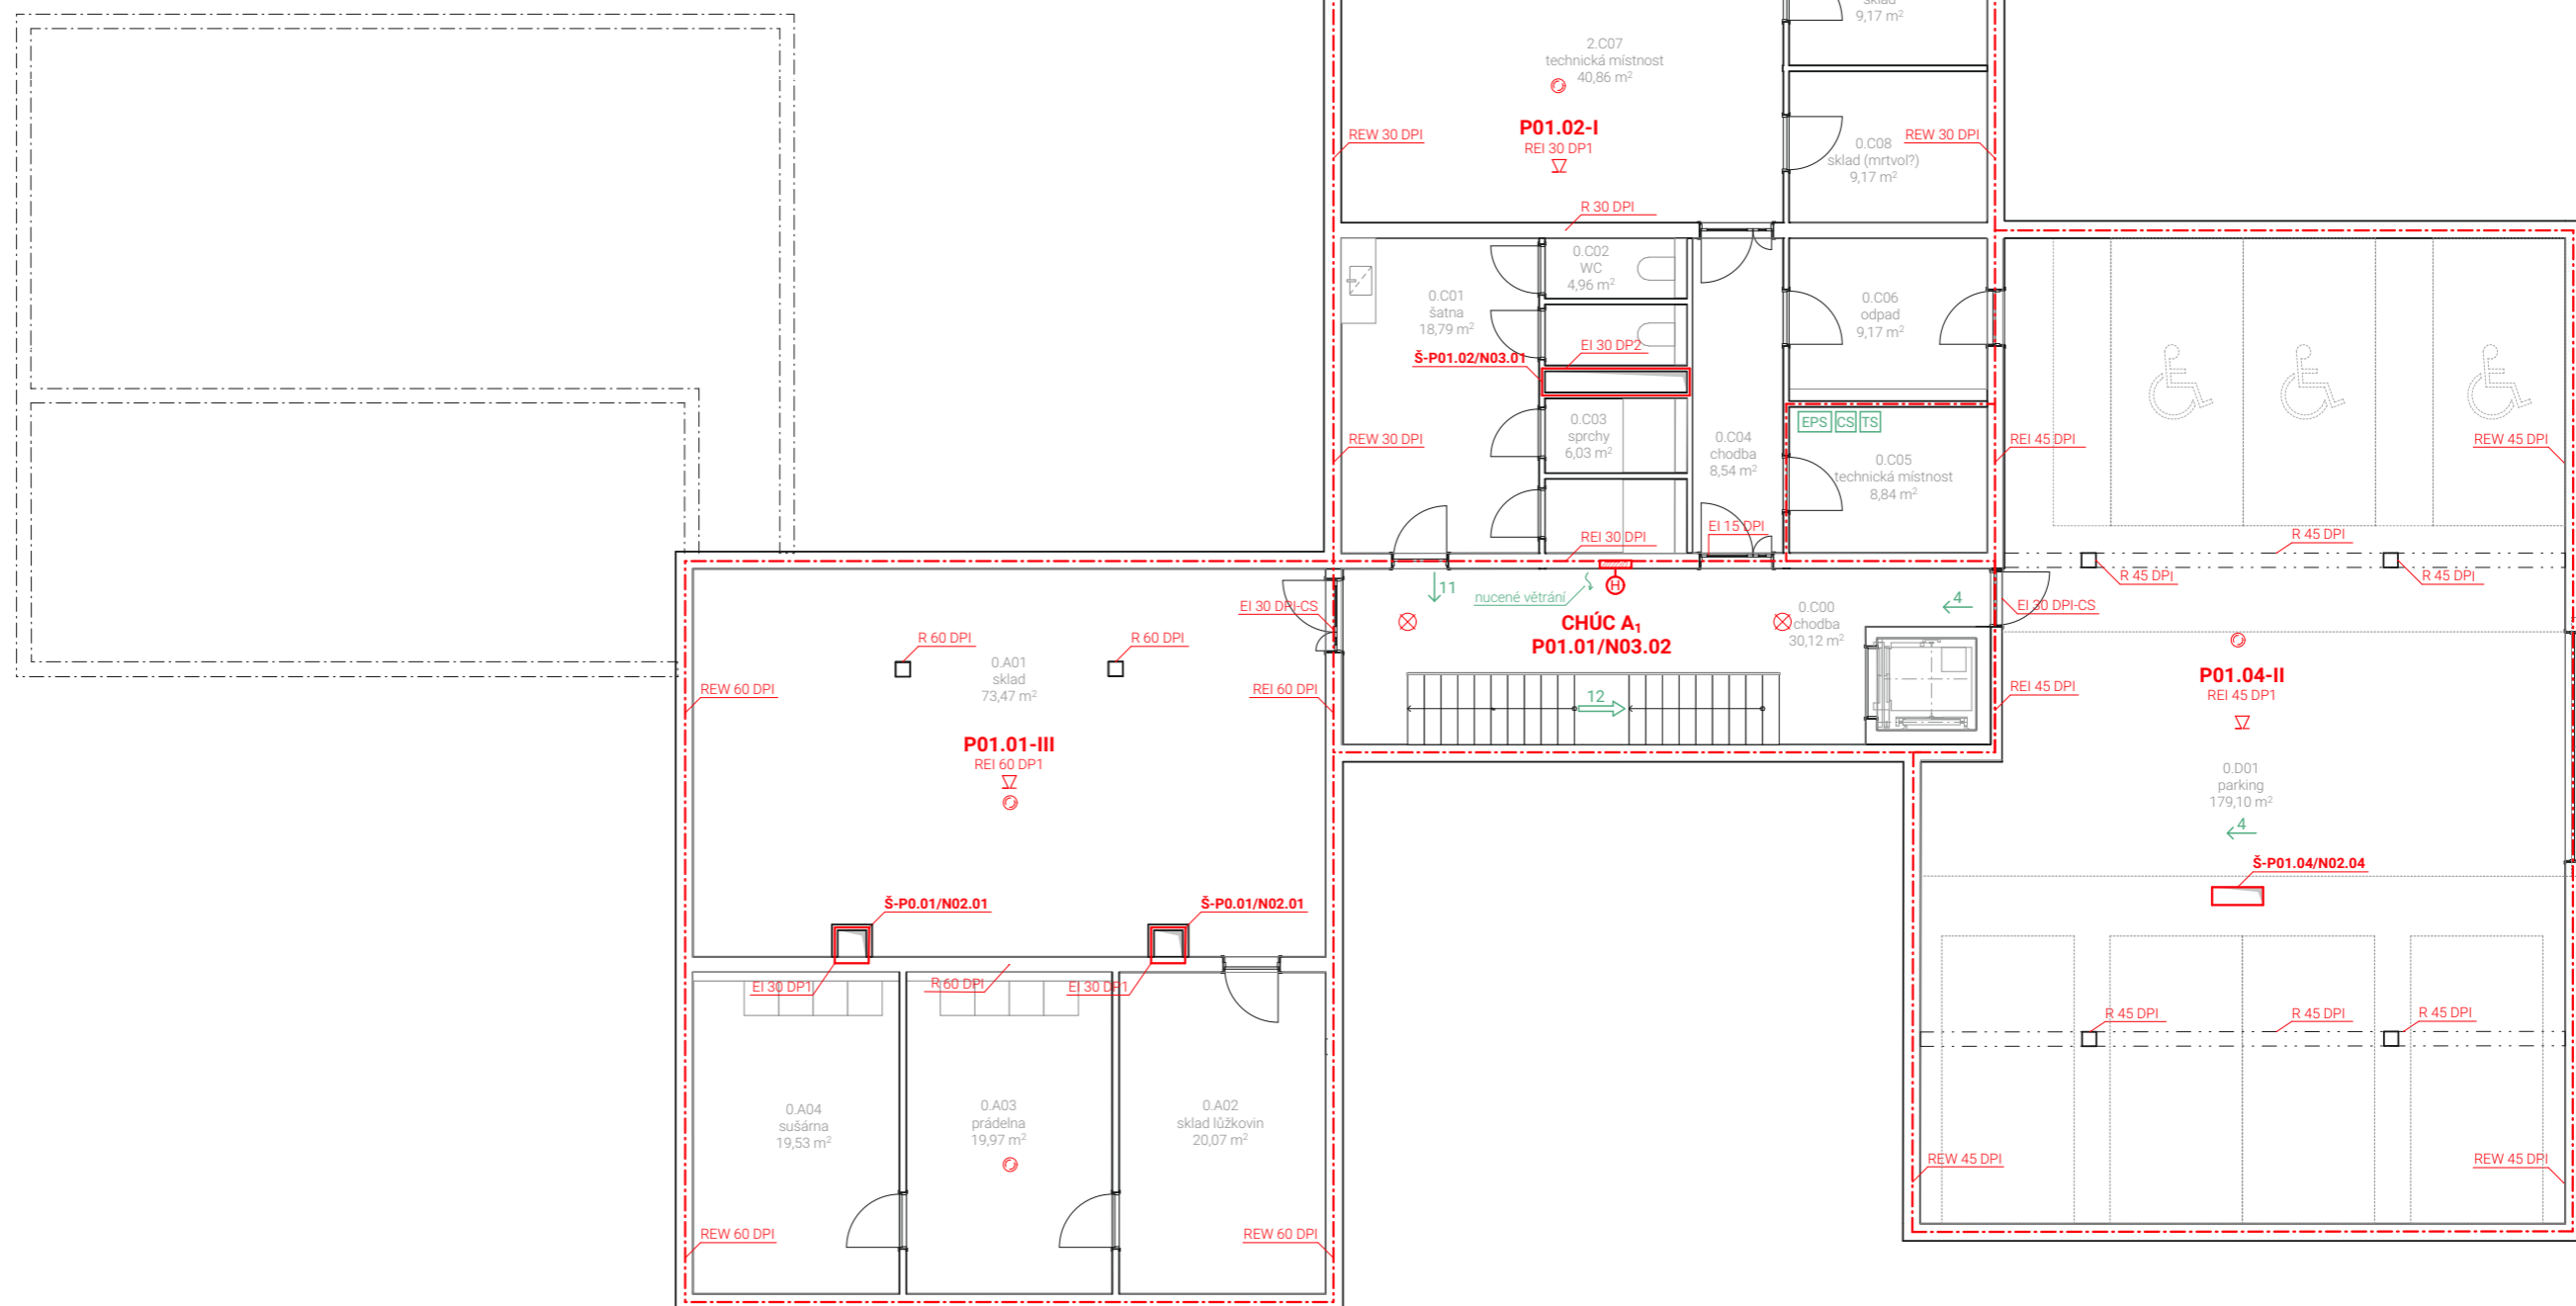 sklad
9,17 m²
2.C07
technická místnost
40,86 m²
P01.02-I
REI 30 DP1
REW 30 DPI
0.C08
sklad (mrtvol?)
9,17 m²
REW 30 DPI
R 30 DPI
0.C01
šatna
18,79 m²
0.C02
WC
4,96 m²
0.C06
odpad
9,17 m²
EI 30 DP2
Š-P01.02/N03.01
REW 30 DPI
0.C03
sprchy
6,03 m²
0.C04
chodba
8,54 m²
EPS CS TS
0.C05
technická místnost
8,84 m²
REI 45 DPI
REW 45 DPI
REI 30 DPI
EI 15 DPI
R 45 DPI
R 45 DPI
R 45 DPI
11
nucené větrání
H
CHÚC A₁
P01.01/N03.02
0.C00
chodba
30,12 m²
4
EI 30 DPI-CS
EI 30 DPI-CS
R 60 DPI
R 60 DPI
0.A01
sklad
73,47 m²
REW 60 DPI
REI 60 DPI
12
REI 45 DPI
P01.04-II
REI 45 DP1
P01.01-III
REI 60 DP1
0.D01
parking
179,10 m²
4
Š-P01.04/N02.04
Š-P0.01/N02.01
Š-P0.01/N02.01
EI 30 DP1
R 60 DPI
EI 30 DP1
R 45 DPI
R 45 DPI
R 45 DPI
0.A04
sušárna
19,53 m²
0.A03
prádelna
19,97 m²
0.A02
sklad lůžkovin
20,07 m²
REW 45 DPI
REW 45 DPI
REW 60 DPI
REW 60 DPI